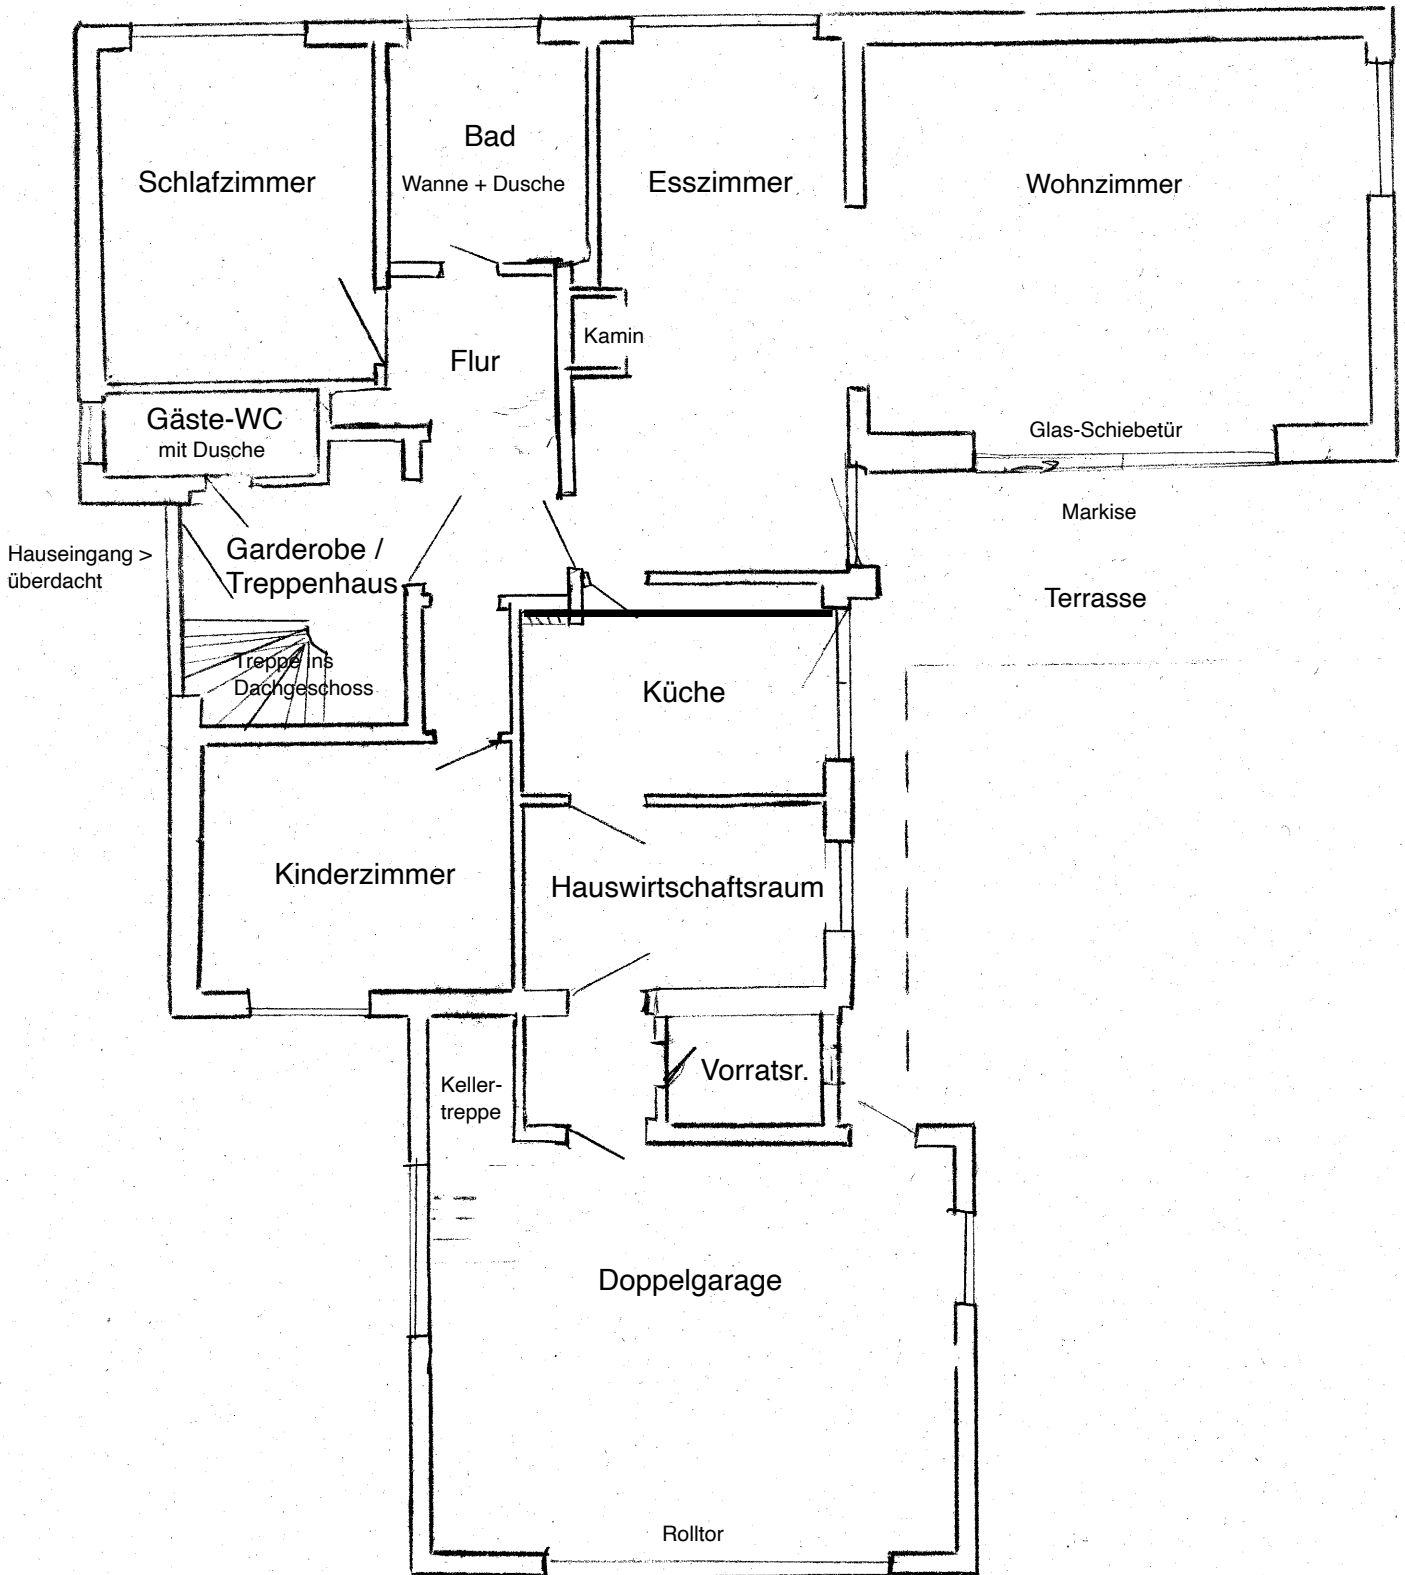 Bad
Schlafzimmer
Wanne + Dusche
Esszimmer
Wohnzimmer
Kamin
Flur
Gäste-WC
mit Dusche
Glas-Schiebetür
Markise
Hauseingang >
überdacht
Garderobe /
Treppenhaus
Terrasse
Treppe ins
Dachgeschoss
Küche
Kinderzimmer
Hauswirtschaftsraum
Vorratsr.
Keller-
treppe
Doppelgarage
Rolltor